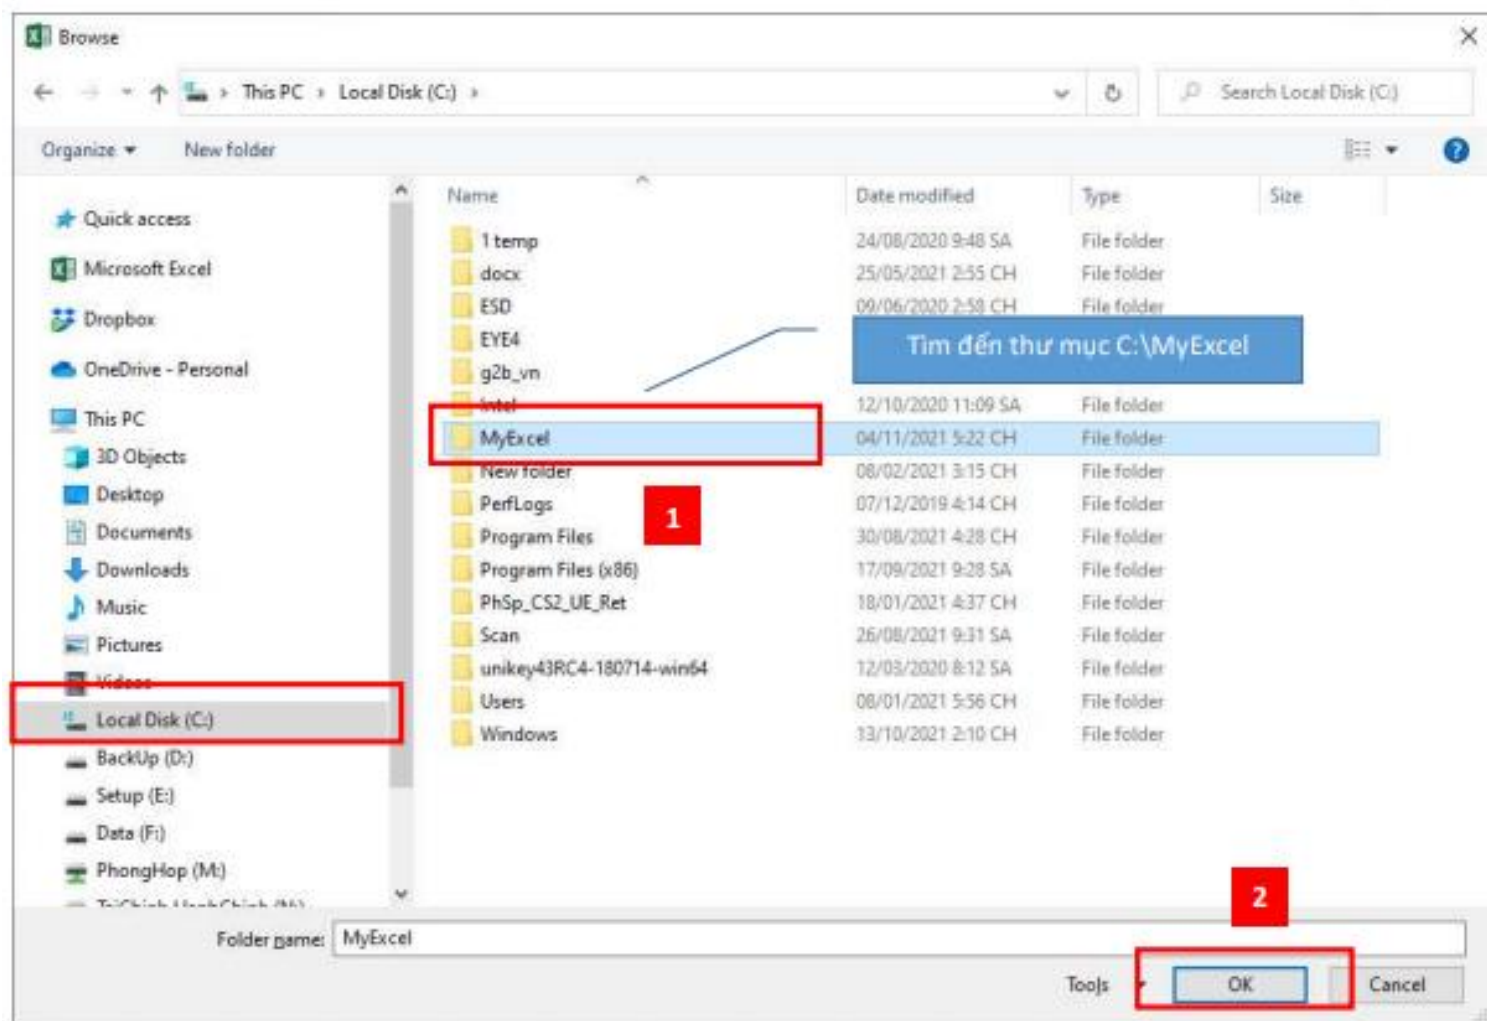 Browse
This PC › Local Disk (C:) ›
Search Local Disk (C:)
Organize
New folder
Name Date modified Type Size
Quick access
Microsoft Excel
Dropbox
OneDrive - Personal
This PC
3D Objects
Desktop
Documents
Downloads
Music
Pictures
Videos
Local Disk (C:)
BackUp (D:)
Setup (E:)
Data (F:)
PhongHop (M:)
1 temp 24/08/2020 9:48 SA File folder
docx 25/05/2021 2:55 CH File folder
ESD 09/06/2020 2:58 CH File folder
EYE4
g2b_vn
Tìm đến thư mục C:\MyExcel
Intel 12/10/2020 11:09 SA File folder
MyExcel 04/11/2021 5:22 CH File folder
New folder 08/02/2021 3:15 CH File folder
PerfLogs 07/12/2019 4:14 CH File folder
1
Program Files 30/08/2021 4:28 CH File folder
Program Files (x86) 17/09/2021 9:28 SA File folder
PhSp_CS2_UE_Ret 18/01/2021 4:37 CH File folder
Scan 26/08/2021 9:31 SA File folder
unikey43RC4-180714-win64 12/03/2020 8:12 SA File folder
Users 08/01/2021 5:56 CH File folder
Windows 13/10/2021 2:10 CH File folder
2
Folder name: MyExcel
Tools OK Cancel